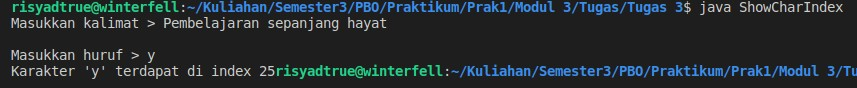 risyadtrue@winterfell:~/Kuliahan/Semester3/PBO/Praktikum/Prak1/Modul 3/Tugas/Tugas 3$ java ShowCharIndex
Masukkan kalimat > Pembelajaran sepanjang hayat
Masukkan huruf > y
Karakter 'y' terdapat di index 25risyadtrue@winterfell:~/Kuliahan/Semester3/PBO/Praktikum/Prak1/Modul 3/Tu